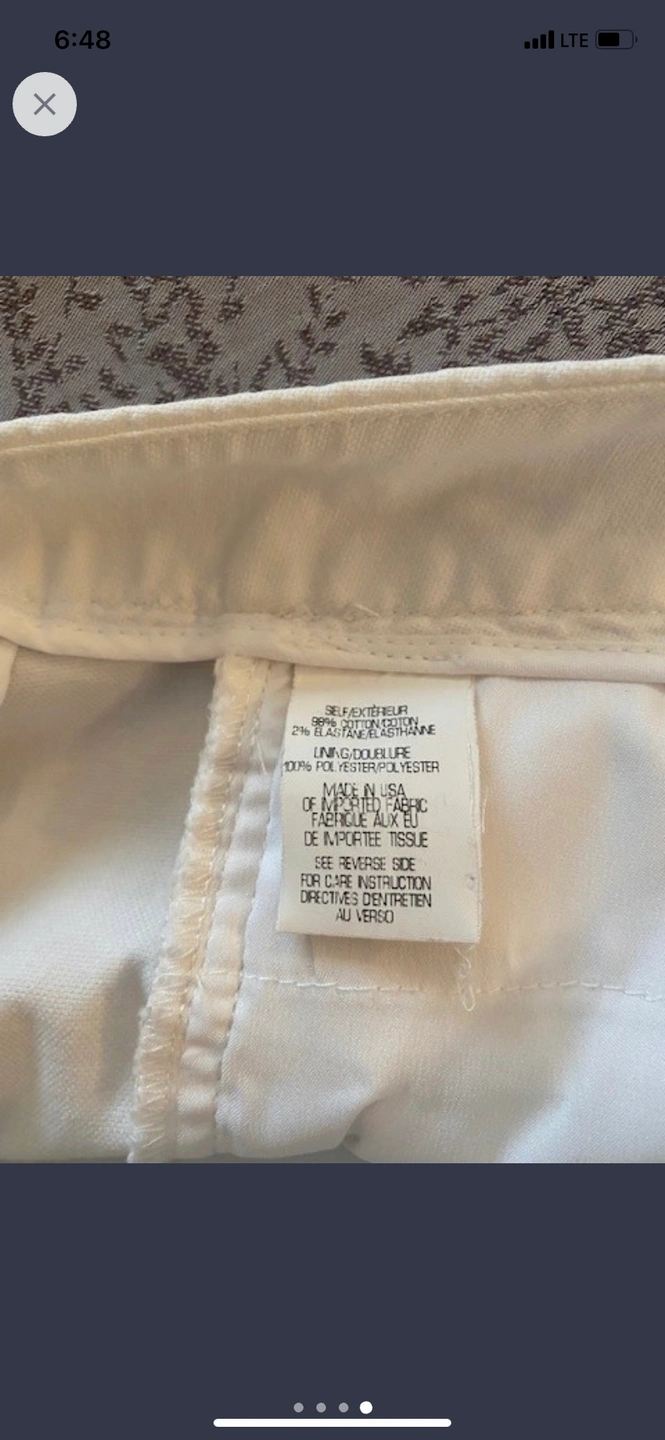 6:48
LTE
SELF/EXTÉRIEUR
98% COTTON/COTON
2% ELASTANE/ELASTHANNE
LINING/DOUBLURE
100% POLYESTER/POLYESTER
MADE IN USA
OF IMPORTED FABRIC
FABRIQUE AUX EU
DE IMPORTEE TISSUE
SEE REVERSE SIDE
FOR CARE INSTRUCTION
DIRECTIVES D'ENTRETIEN
AU VERSO